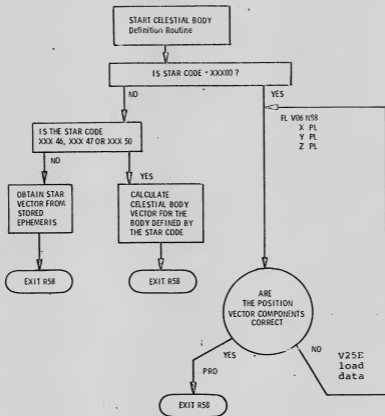 START CELESTIAL BODY
Definition Routine
IS STAR CODE - XXX00 ?
NO
YES
FL V06 N58
X PL
Y PL
Z PL
IS THE STAR CODE
XXX 46, XXX 47 OR XXX 50
NO
YES
OBTAIN STAR
VECTOR FROM
STORED
EPHEMERIS
CALCULATE
CELESTIAL BODY
VECTOR FOR THE
BODY DEFINED BY
THE STAR CODE
EXIT R58
EXIT R58
ARE
THE POSITION
VECTOR COMPONENTS
CORRECT
YES
NO
PRO
V25E
load
data
EXIT R58